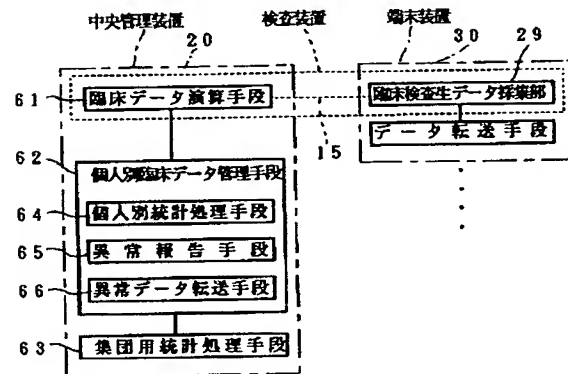 中央管理装置
検査装置
端末装置
20
30
29
61
臨床データ演算手段
臨床検査生データ採集部
15
データ転送手段
62
個人別臨床データ管理手段
64
個人別統計処理手段
65
異常報告手段
66
異常データ転送手段
63
集団用統計処理手段